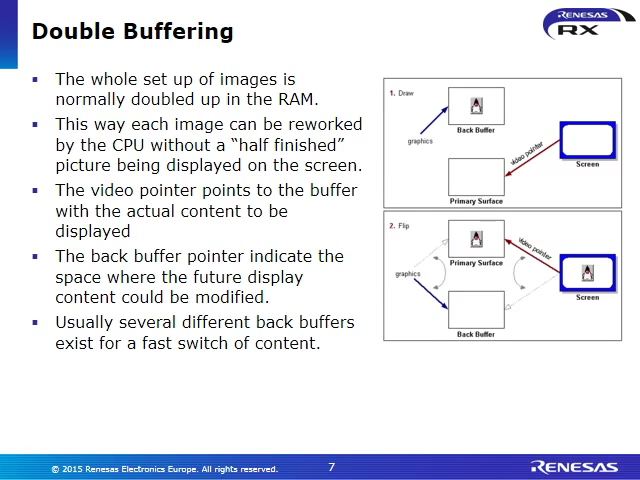 Double Buffering
RENESAS
RX
▪ The whole set up of images is
normally doubled up in the RAM.
▪ This way each image can be reworked
by the CPU without a “half finished”
picture being displayed on the screen.
▪ The video pointer points to the buffer
with the actual content to be
displayed
▪ The back buffer pointer indicate the
space where the future display
content could be modified.
▪ Usually several different back buffers
exist for a fast switch of content.
1. Draw
graphics
Back Buffer
video pointer
Screen
Primary Surface
2. Flip
graphics
Primary Surface
video pointer
Screen
Back Buffer
© 2015 Renesas Electronics Europe. All rights reserved.
7
RENESAS